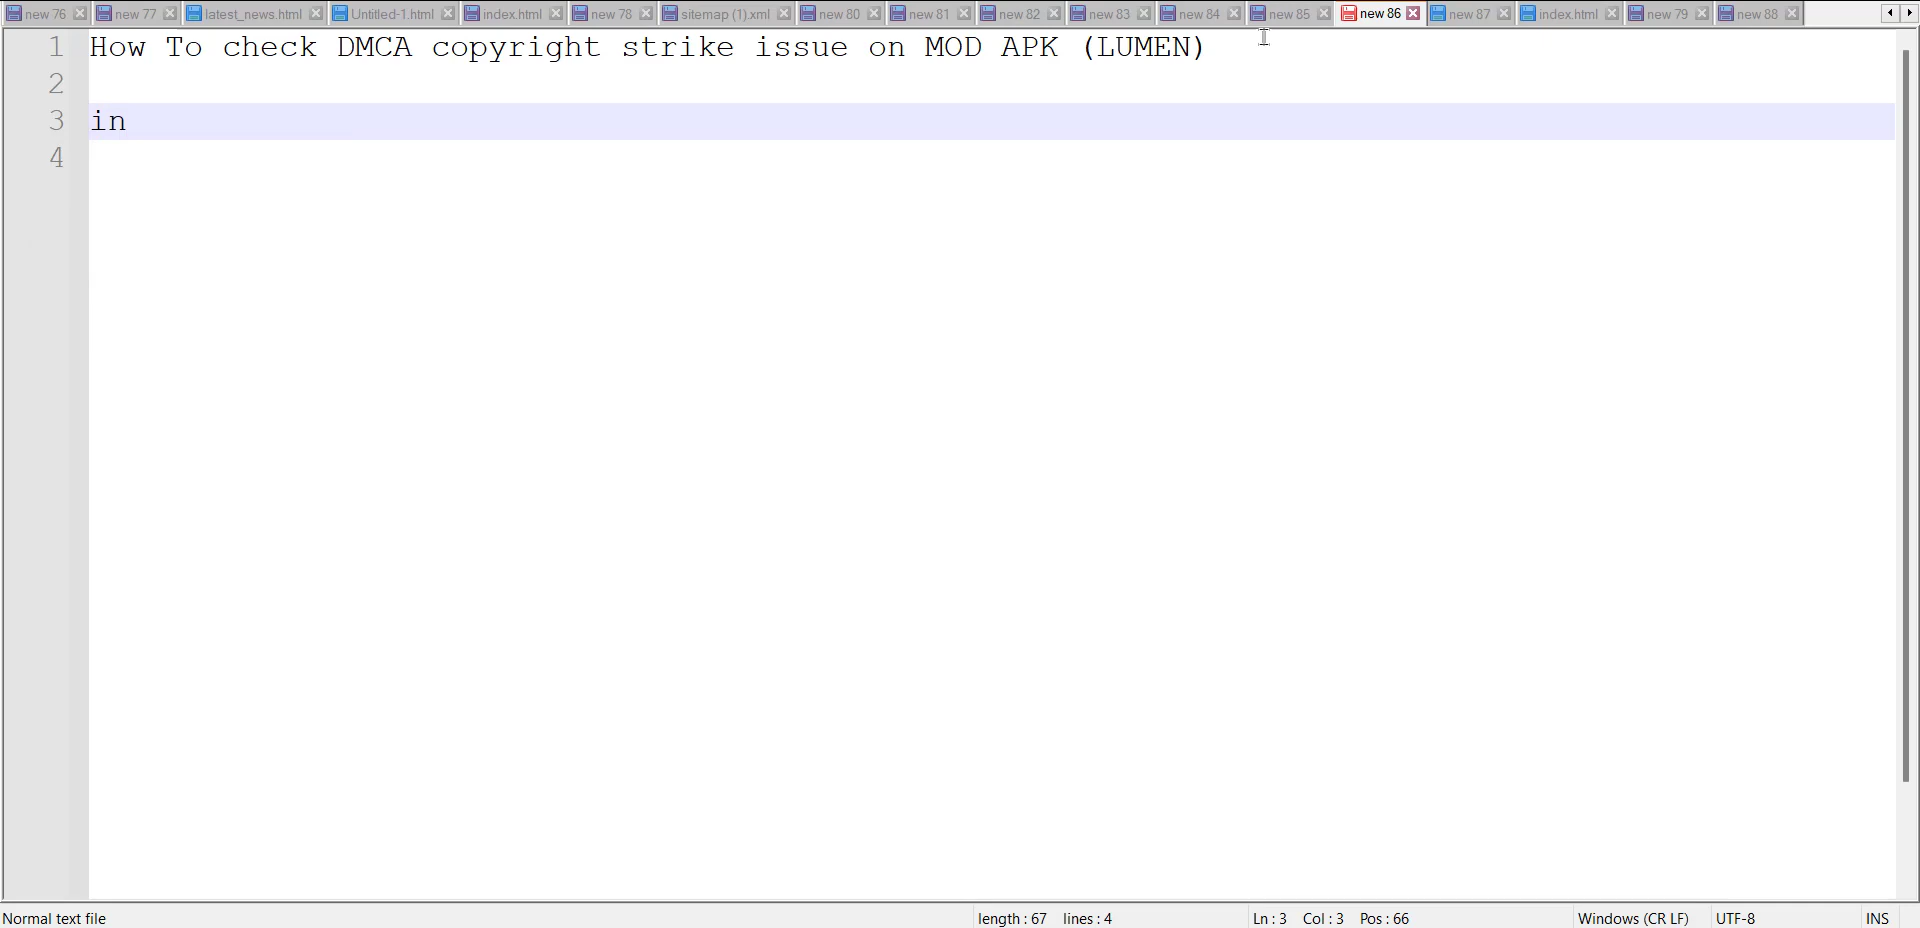 new 76 new 77 latest_news.html Untitled-1.html index.html new 78 sitemap (1).xml new 80 new 81 new 82 new 83 new 84 new 85 new 86 new 87 index.html new 79 new 88
1 How To check DMCA copyright strike issue on MOD APK (LUMEN)
2
3 in
4
Normal text file length : 67 lines : 4 Ln : 3 Col : 3 Pos : 66 Windows (CR LF) UTF-8 INS